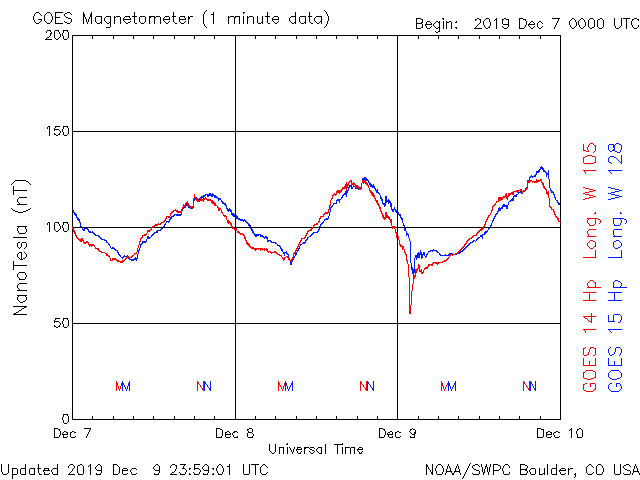 GOES Magnetometer (1 minute data)
Begin: 2019 Dec 7 0000 UTC
200
150
100
50
0
NanoTesla (nT)
M M N N M M N N M M N N
Dec 7 Dec 8 Dec 9 Dec 10
Universal Time
GOES 14 Hp Long. W 105
GOES 15 Hp Long. W 128
Updated 2019 Dec 9 23:59:01 UTC
NOAA/SWPC Boulder, CO USA